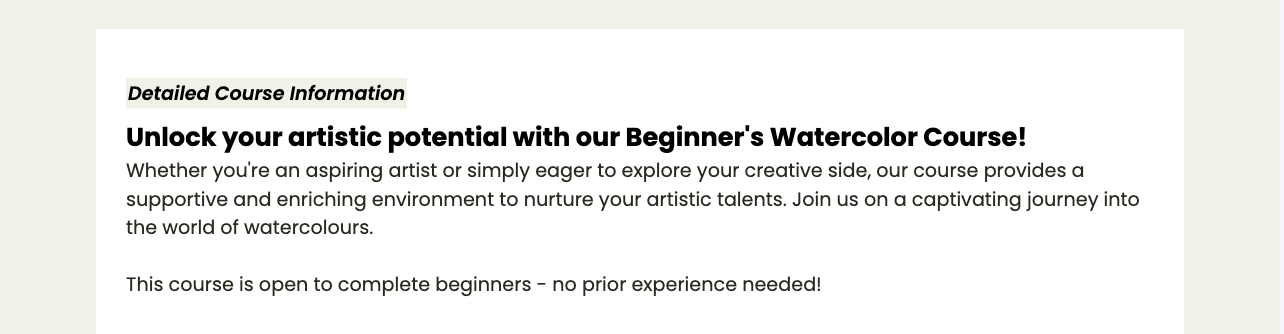 Detailed Course Information
Unlock your artistic potential with our Beginner's Watercolor Course!
Whether you're an aspiring artist or simply eager to explore your creative side, our course provides a
supportive and enriching environment to nurture your artistic talents. Join us on a captivating journey into
the world of watercolours.
This course is open to complete beginners - no prior experience needed!